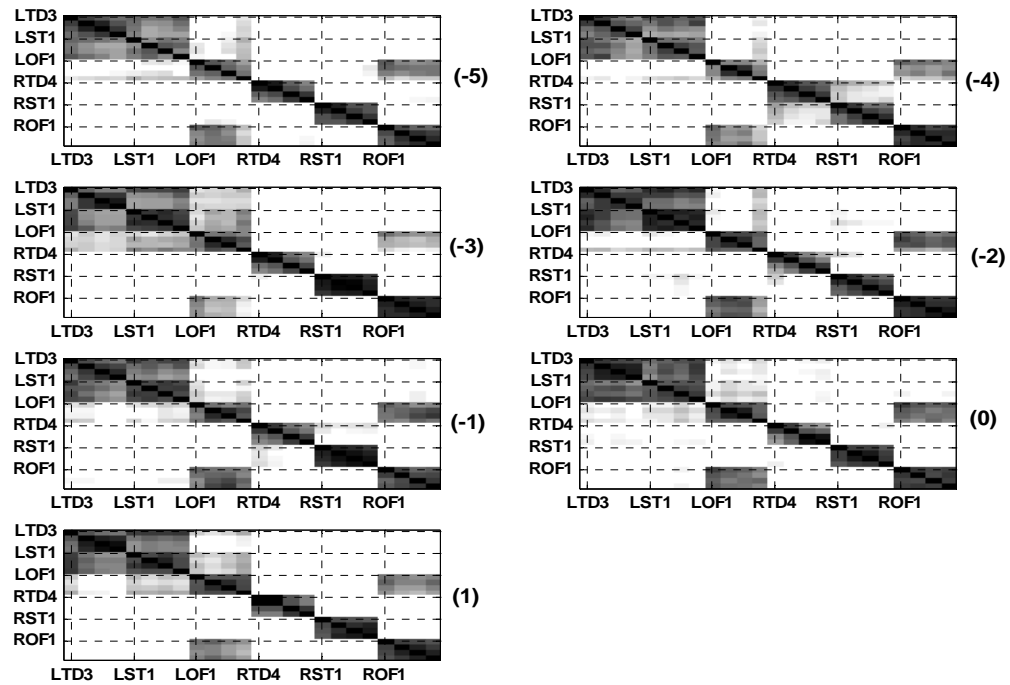 LTD3
LST1
LOF1
RTD4
RST1
ROF1
LTD3 LST1 LOF1 RTD4 RST1 ROF1
(-5)
LTD3
LST1
LOF1
RTD4
RST1
ROF1
LTD3 LST1 LOF1 RTD4 RST1 ROF1
(-4)
LTD3
LST1
LOF1
RTD4
RST1
ROF1
LTD3 LST1 LOF1 RTD4 RST1 ROF1
(-3)
LTD3
LST1
LOF1
RTD4
RST1
ROF1
LTD3 LST1 LOF1 RTD4 RST1 ROF1
(-2)
LTD3
LST1
LOF1
RTD4
RST1
ROF1
LTD3 LST1 LOF1 RTD4 RST1 ROF1
(-1)
LTD3
LST1
LOF1
RTD4
RST1
ROF1
LTD3 LST1 LOF1 RTD4 RST1 ROF1
(0)
LTD3
LST1
LOF1
RTD4
RST1
ROF1
LTD3 LST1 LOF1 RTD4 RST1 ROF1
(1)